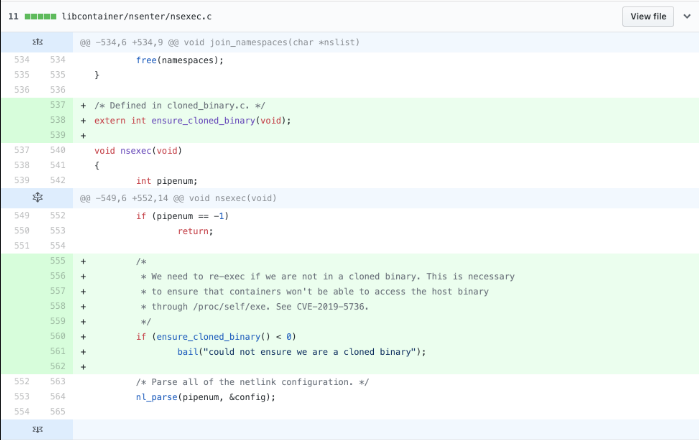 11 libcontainer/nsenter/nsexec.c View file
@@ -534,6 +534,9 @@ void join_namespaces(char *nslist)
534 534 free(namespaces);
535 535 }
536 536
537 + /* Defined in cloned_binary.c. */
538 + extern int ensure_cloned_binary(void);
539 +
537 540 void nsexec(void)
538 541 {
539 542 int pipenum;
@@ -549,6 +552,14 @@ void nsexec(void)
549 552 if (pipenum == -1)
550 553 return;
551 554
555 + /*
556 + * We need to re-exec if we are not in a cloned binary. This is necessary
557 + * to ensure that containers won't be able to access the host binary
558 + * through /proc/self/exe. See CVE-2019-5736.
559 + */
560 + if (ensure_cloned_binary() < 0)
561 + bail("could not ensure we are a cloned binary");
562 +
552 563 /* Parse all of the netlink configuration. */
553 564 nl_parse(pipenum, &config);
554 565